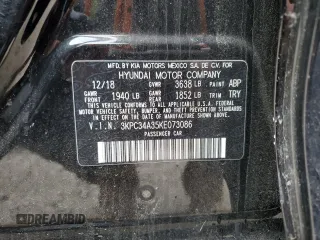 MFG. BY KIA MOTORS MEXICO SA DE CV FOR
HYUNDAI MOTOR COMPANY
12/18 GVWR 3638 LB PAINT ABP
GAWR FRONT 1940 LB GAWR REAR 1852 LB TRIM TRY
THIS VEHICLE CONFORMS TO ALL APPLICABLE
FEDERAL MOTOR VEHICLE SAFETY,
BUMPER, AND THEFT PREVENTION STANDARDS
IN EFFECT ON THE DATE OF MANUFACTURE SHOWN ABOVE.
V.I.N. 3KPC34A35KE073086
PASSENGER CAR
DREAMBID